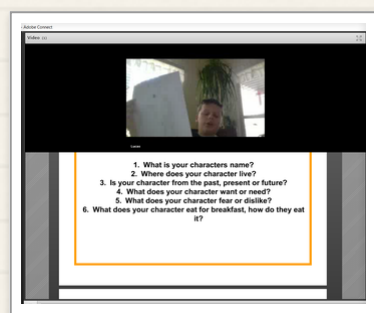 Adobe Connect
Video
1. What is your characters name?
2. Where does your character live?
3. Is your character from the past, present or future?
4. What does your character want or need?
5. What does your character fear or dislike?
6. What does your character eat for breakfast, how do they eat
it?